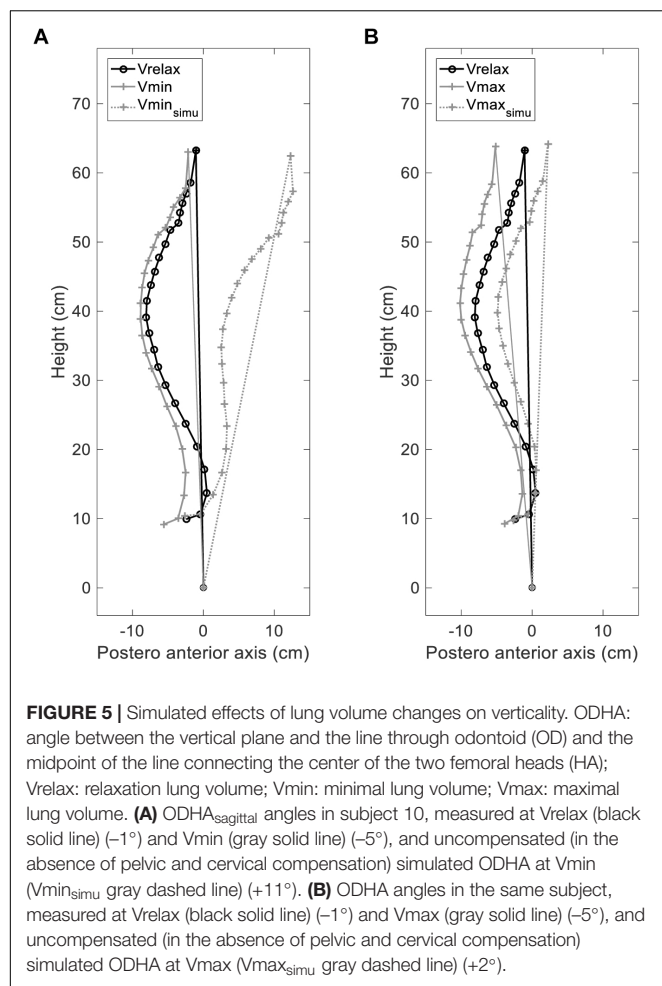 A
B
Vrelax
Vmin
Vmin simu
Vrelax
Vmax
Vmax simu
70
60
50
40
30
20
10
0
Height (cm)
-10 0 10
Postero anterior axis (cm)
70
60
50
40
30
20
10
0
Height (cm)
-10 0 10
Postero anterior axis (cm)
FIGURE 5 | Simulated effects of lung volume changes on verticality. ODHA:
angle between the vertical plane and the line through odontoid (OD) and the
midpoint of the line connecting the center of the two femoral heads (HA);
Vrelax: relaxation lung volume; Vmin: minimal lung volume; Vmax: maximal
lung volume. (A) ODHAsagittal angles in subject 10, measured at Vrelax (black
solid line) (–1°) and Vmin (gray solid line) (–5°), and uncompensated (in the
absence of pelvic and cervical compensation) simulated ODHA at Vmin
(Vminsimu gray dashed line) (+11°). (B) ODHA angles in the same subject,
measured at Vrelax (black solid line) (–1°) and Vmax (gray solid line) (–5°), and
uncompensated (in the absence of pelvic and cervical compensation)
simulated ODHA at Vmax (Vmaxsimu gray dashed line) (+2°).